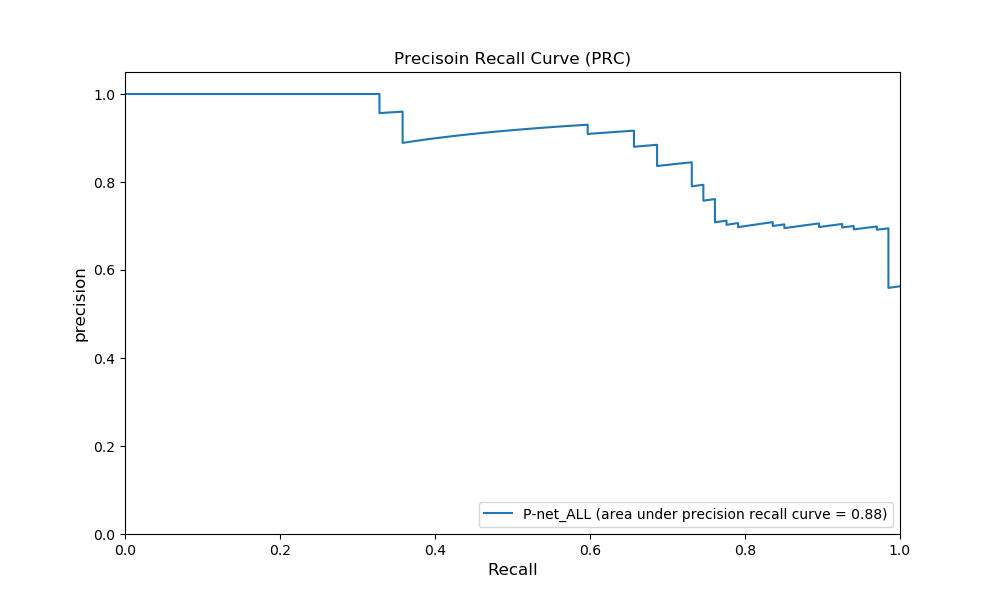 Precisoin Recall Curve (PRC)
1.0
0.8
0.6
0.4
0.2
0.0
precision
P-net_ALL (area under precision recall curve = 0.88)
0.0 0.2 0.4 0.6 0.8 1.0
Recall